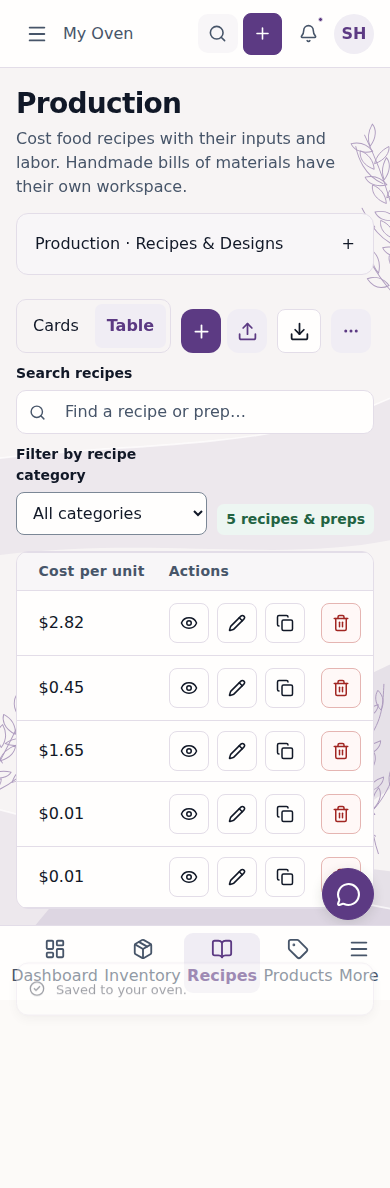 My Oven
SH
Production
Cost food recipes with their inputs and
labor. Handmade bills of materials have
their own workspace.
Production · Recipes & Designs +
Cards Table
Search recipes
Find a recipe or prep...
Filter by recipe
category
All categories
5 recipes & preps
Cost per unit Actions
$2.82
$0.45
$1.65
$0.01
$0.01
Dashboard Inventory Recipes Products More
Saved to your oven.